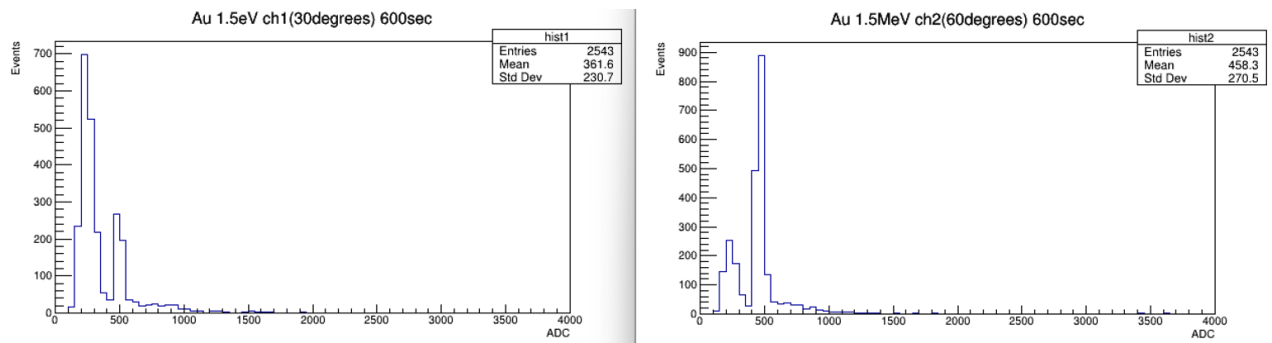 Au 1.5eV ch1(30degrees) 600sec
hist1
Entries 2543
Mean 361.6
Std Dev 230.7
Events
700
600
500
400
300
200
100
0
0 500 1000 1500 2000 2500 3000 3500 4000
ADC
Au 1.5MeV ch2(60degrees) 600sec
hist2
Entries 2543
Mean 458.3
Std Dev 270.5
Events
900
800
700
600
500
400
300
200
100
0
0 500 1000 1500 2000 2500 3000 3500 4000
ADC